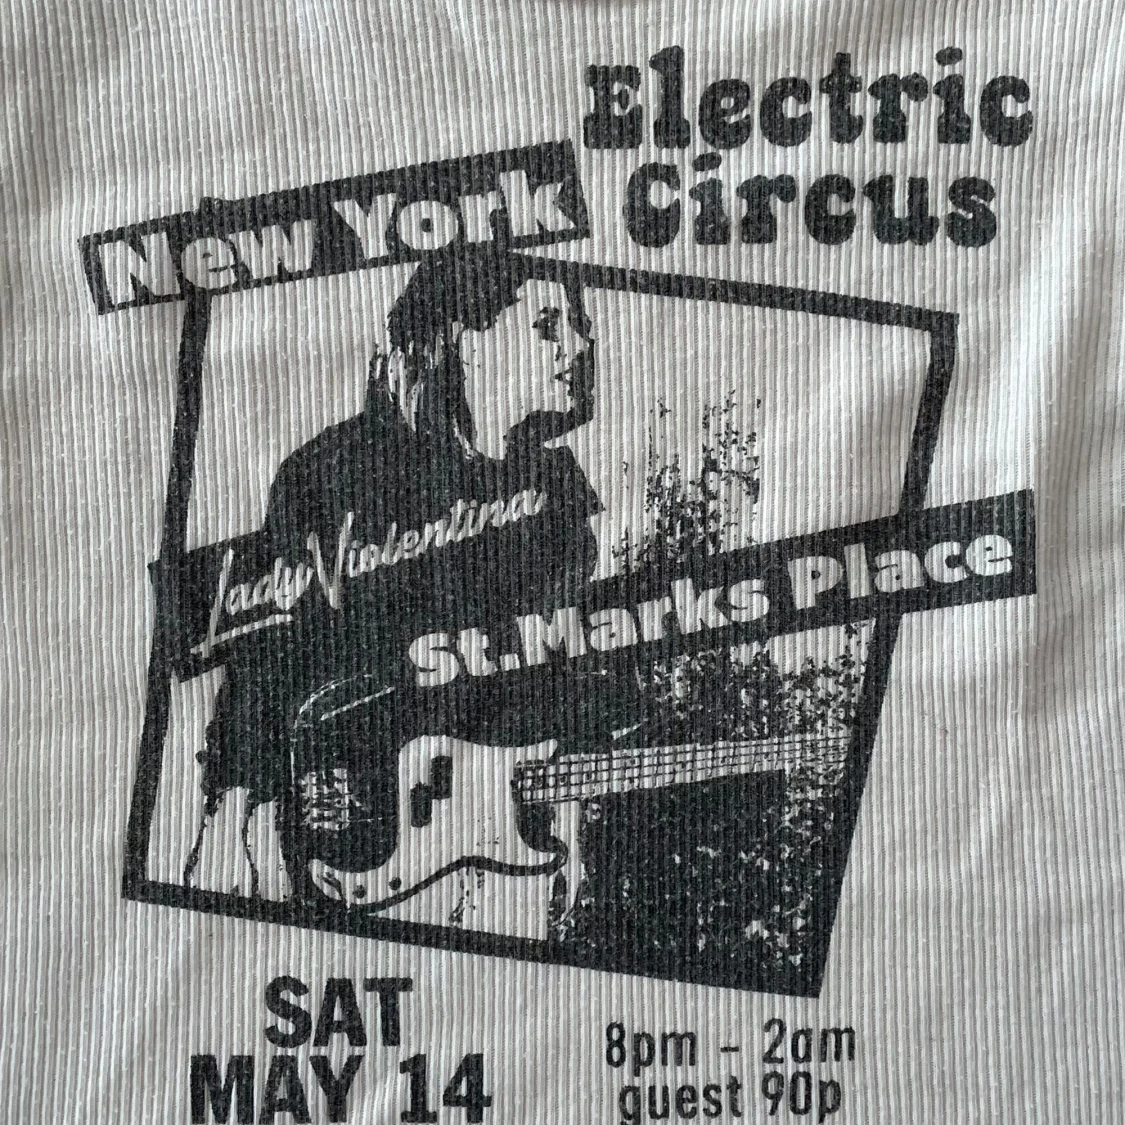 Electric
Circus
New York
Lady Violentina
St.Marks Place
SAT
MAY 14
8pm - 2am
guest 90p